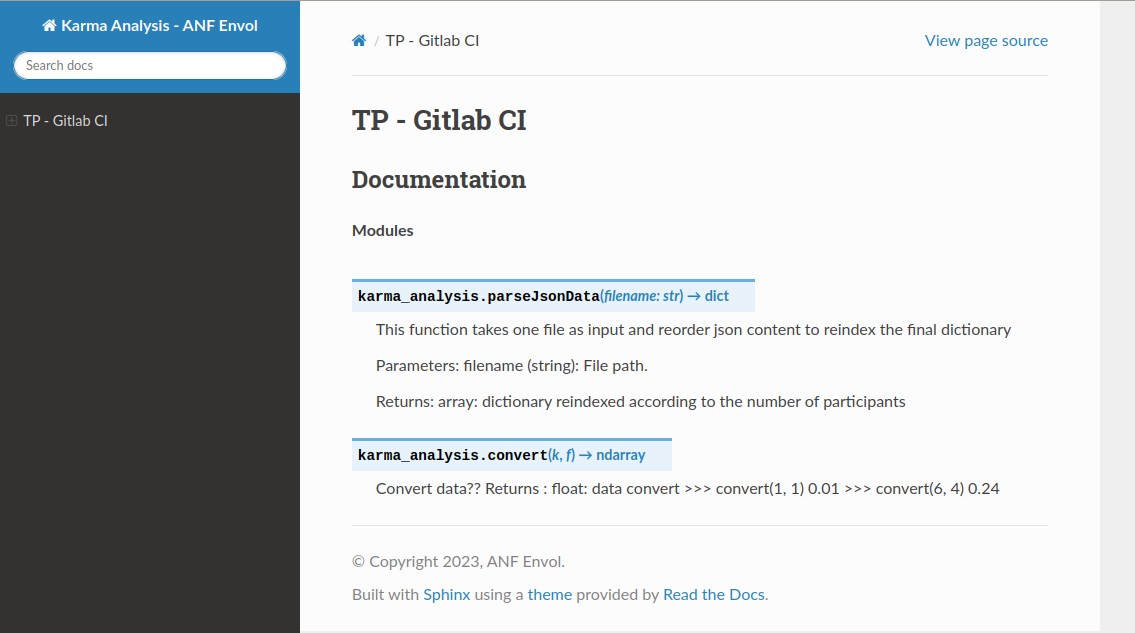 Karma Analysis - ANF Envol
Search docs
TP - Gitlab CI
/ TP - Gitlab CI
View page source
TP - Gitlab CI
Documentation
Modules
karma_analysis.parseJsonData(filename: str) → dict
This function takes one file as input and reorder json content to reindex the final dictionary
Parameters: filename (string): File path.
Returns: array: dictionary reindexed according to the number of participants
karma_analysis.convert(k, f) → ndarray
Convert data?? Returns : float: data convert >>> convert(1, 1) 0.01 >>> convert(6, 4) 0.24
© Copyright 2023, ANF Envol.
Built with Sphinx using a theme provided by Read the Docs.